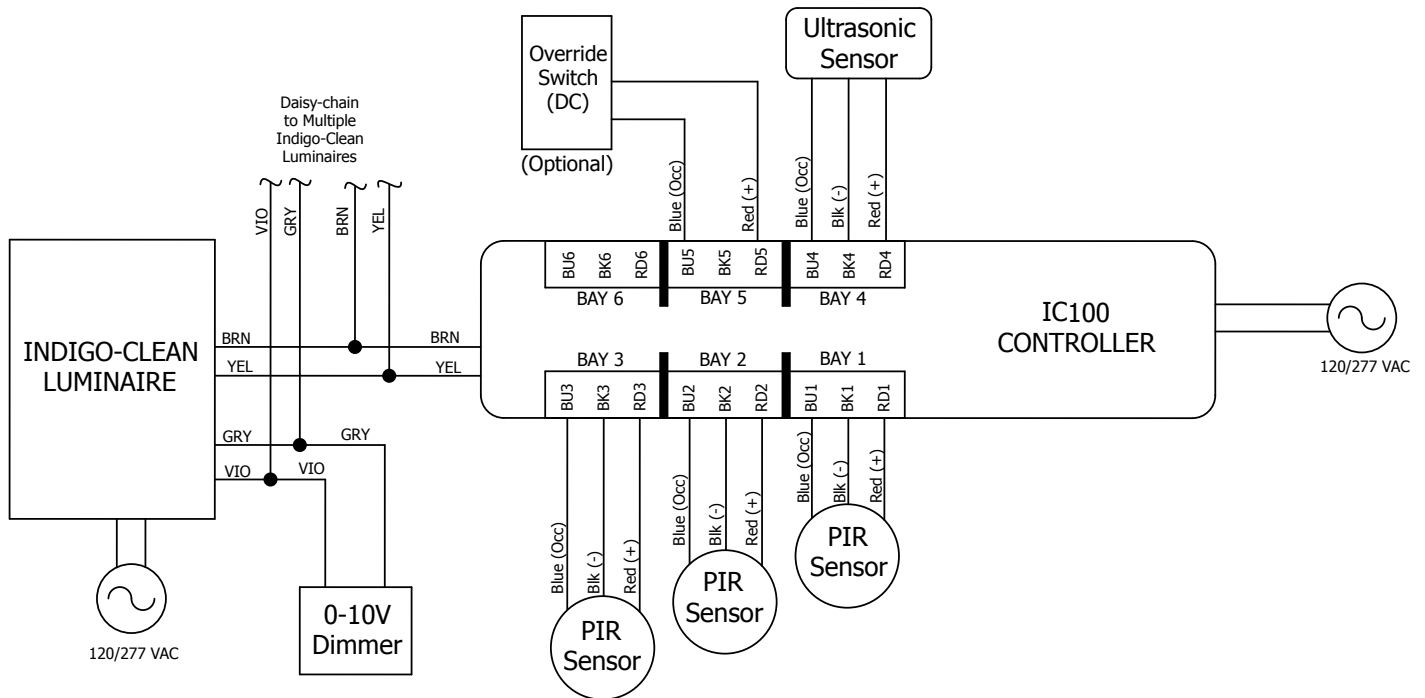 Ultrasonic
Sensor
Override
Switch
(DC)
(Optional)
Daisy-chain
to Multiple
Indigo-Clean
Luminaires
VIO
GRY
BRN
YEL
Blue (Occ)
Red (+)
Blue (Occ)
Blk (-)
Red (+)
BU6
BK6
RD6
BU5
BK5
RD5
BU4
BK4
RD4
BAY 6
BAY 5
BAY 4
INDIGO-CLEAN
LUMINAIRE
BRN
BRN
YEL
YEL
GRY
GRY
VIO
VIO
IC100
CONTROLLER
120/277 VAC
BAY 3
BAY 2
BAY 1
BU3
BK3
RD3
BU2
BK2
RD2
BU1
BK1
RD1
Blue (Occ)
Blk (-)
Red (+)
Blue (Occ)
Blk (-)
Red (+)
Blue (Occ)
Blk (-)
Red (+)
PIR
Sensor
PIR
Sensor
PIR
Sensor
0-10V
Dimmer
120/277 VAC